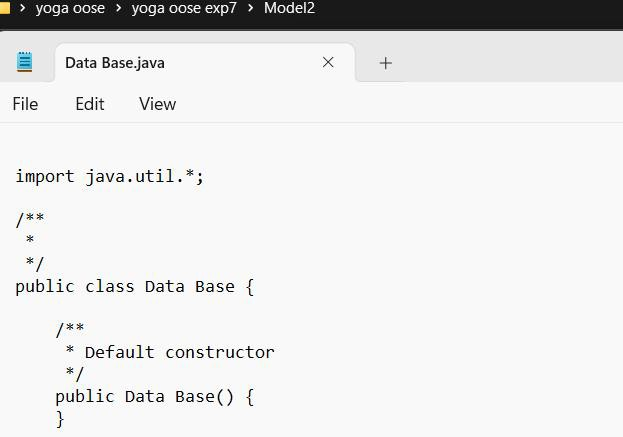 yoga oose > yoga oose exp7 > Model2
Data Base.java
File Edit View
import java.util.*;
/**
 *
 */
public class Data Base {
    /**
     * Default constructor
     */
    public Data Base() {
    }